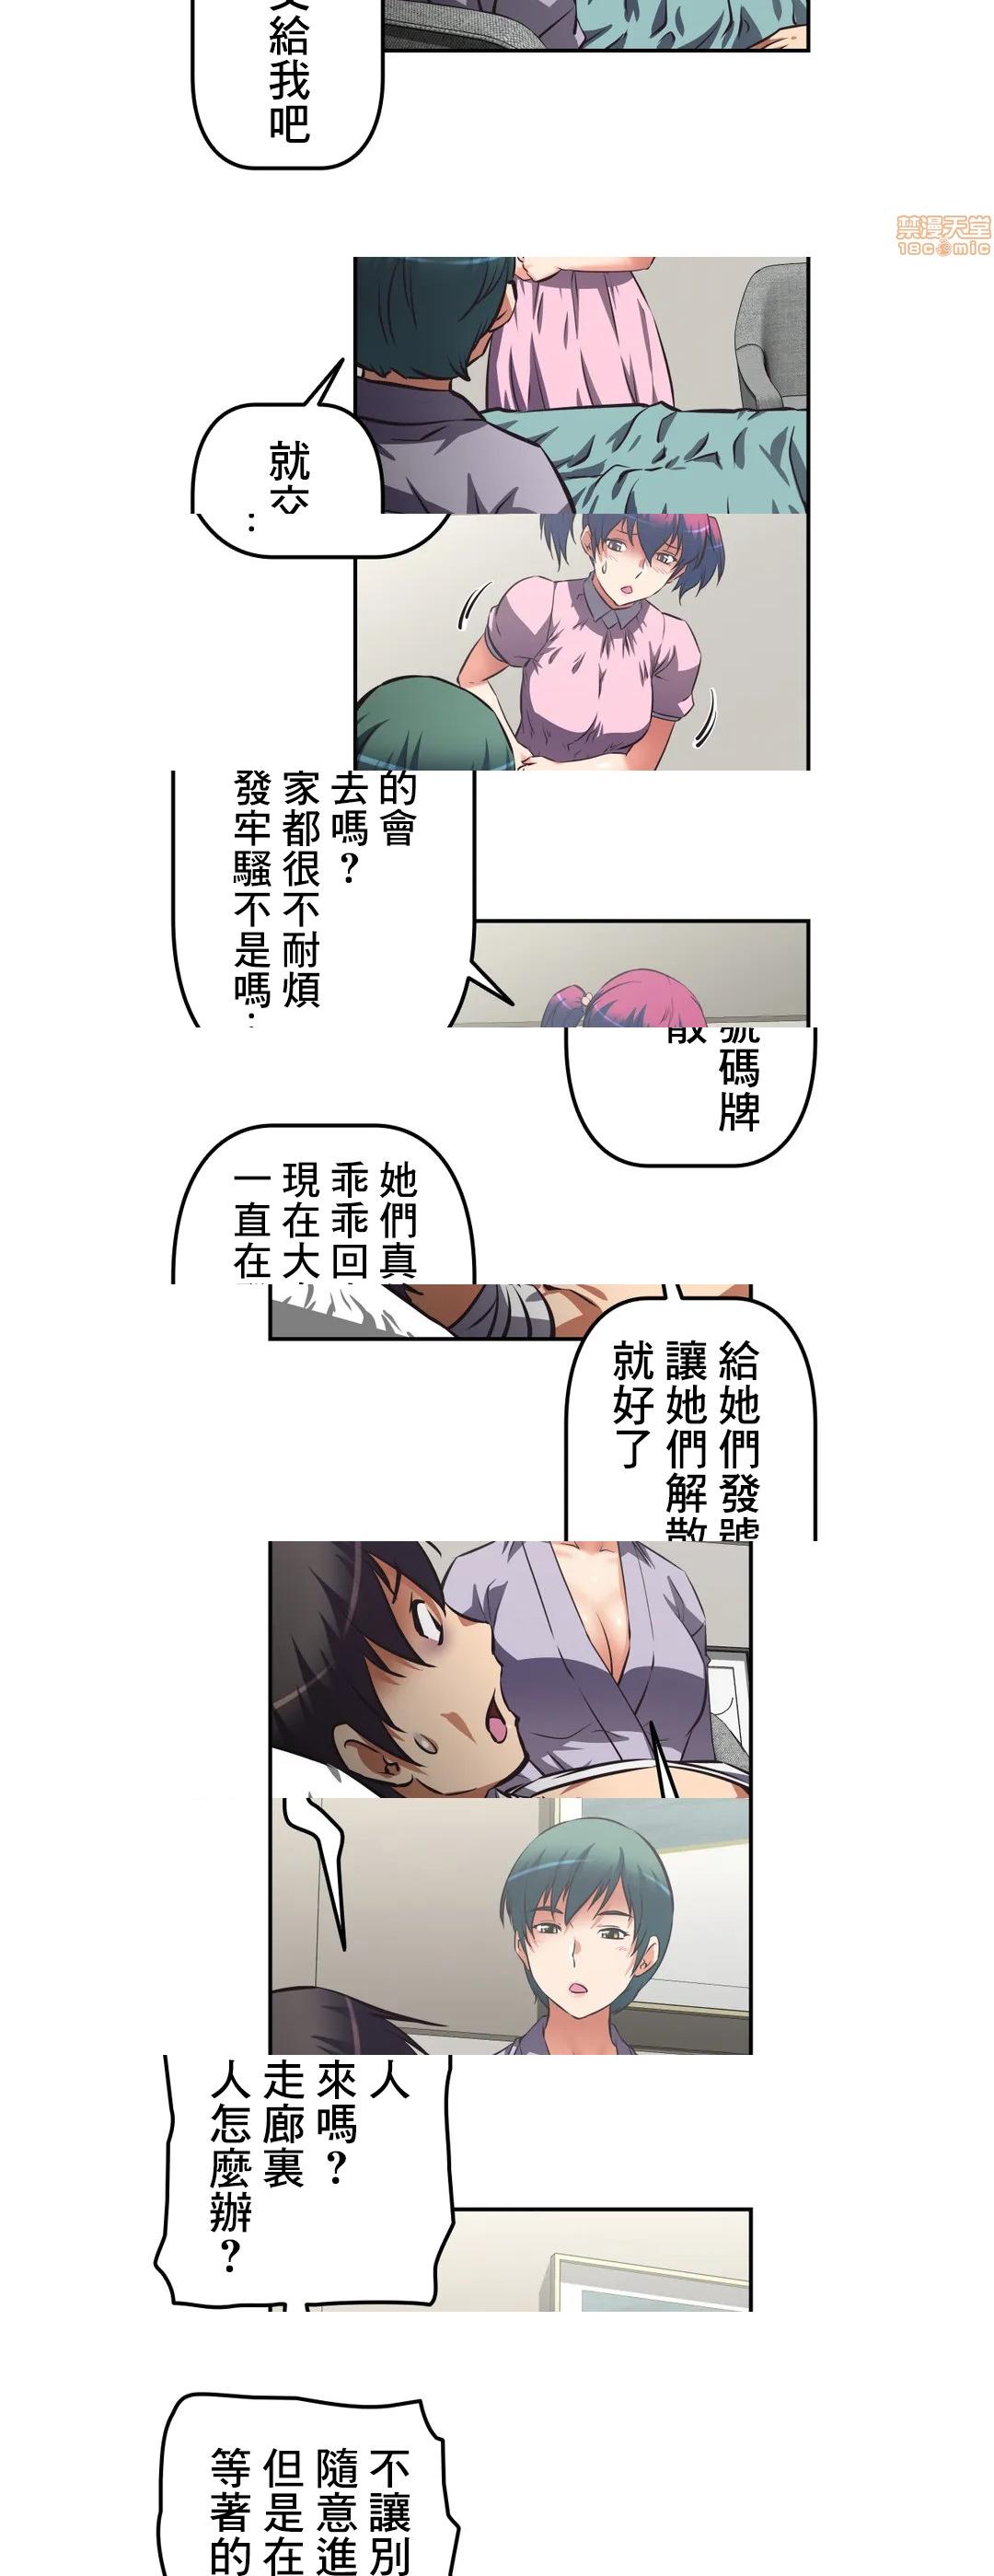 給我吧
禁漫天堂
18comic
就
的會
去嗎？
家都很不耐煩
發牢騷不是嗎
號碼牌
她們真
乖乖回
現在大
一直在
給她們發號
讓她們解散
就好了
人
來嗎？
走廊裏
人怎麼辦？
不讓別
隨意進
但是在
等著的